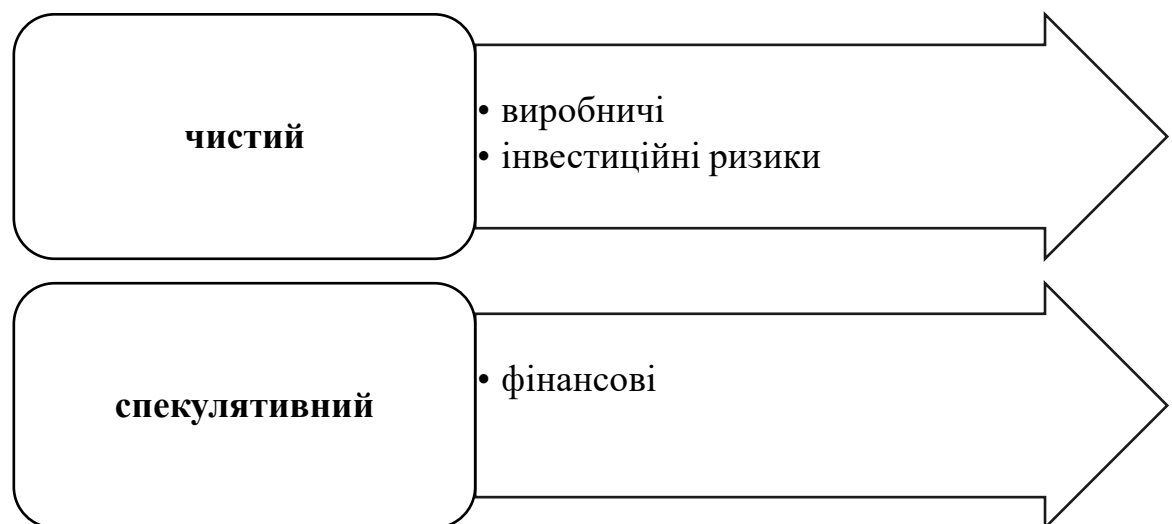 чистий
• виробничі
• інвестиційні ризики
спекулятивний
• фінансові